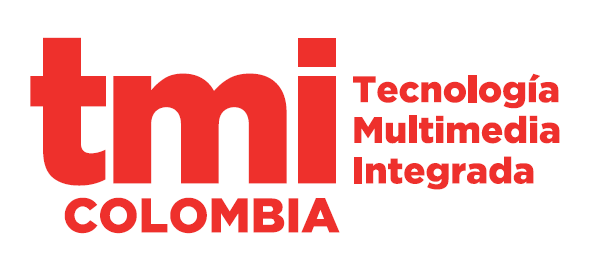 tmi
COLOMBIA
Tecnología
Multimedia
Integrada